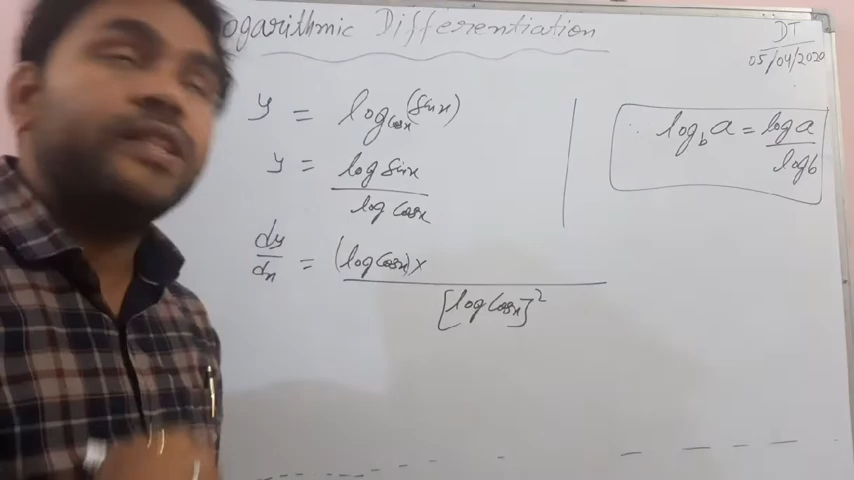 ogarithmic Differentiation
DT
05/04/2020
y = log_cosx (sinx)
log_b a = log a / log b
y = log sinx / log cosx
dy/dx = (log cosx) x / [log cosx]^2